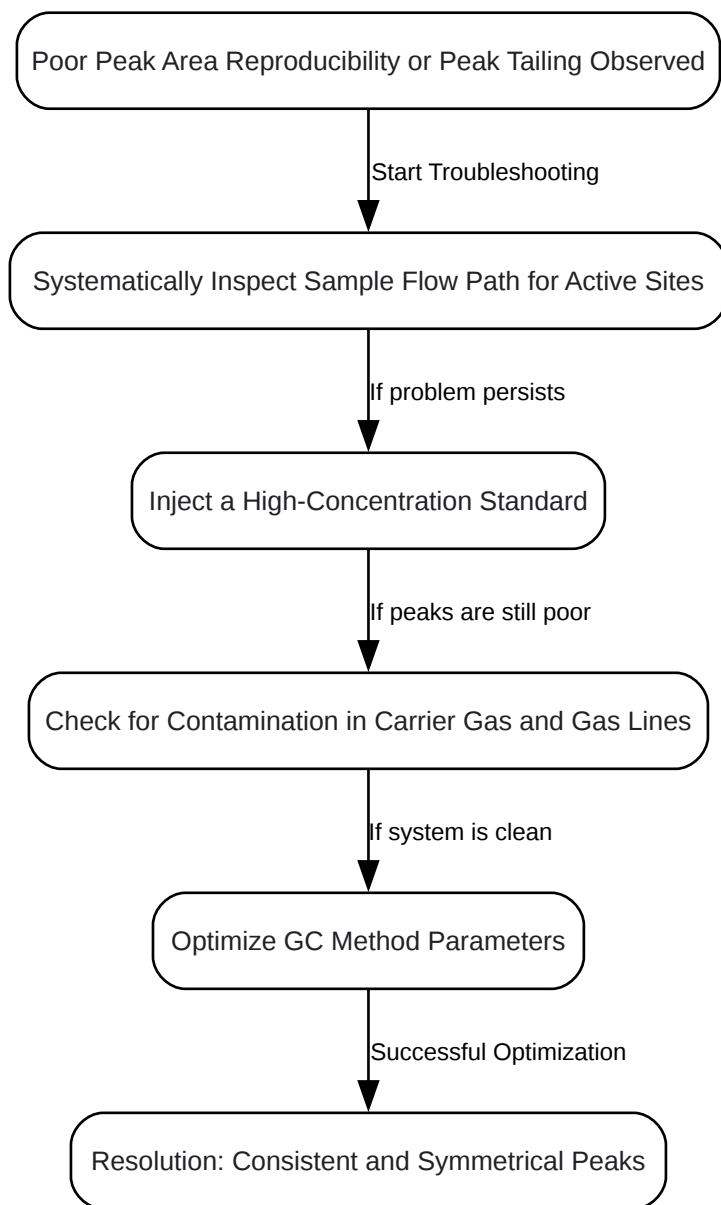 Poor Peak Area Reproducibility or Peak Tailing Observed
Start Troubleshooting
Systematically Inspect Sample Flow Path for Active Sites
If problem persists
Inject a High-Concentration Standard
If peaks are still poor
Check for Contamination in Carrier Gas and Gas Lines
If system is clean
Optimize GC Method Parameters
Successful Optimization
Resolution: Consistent and Symmetrical Peaks